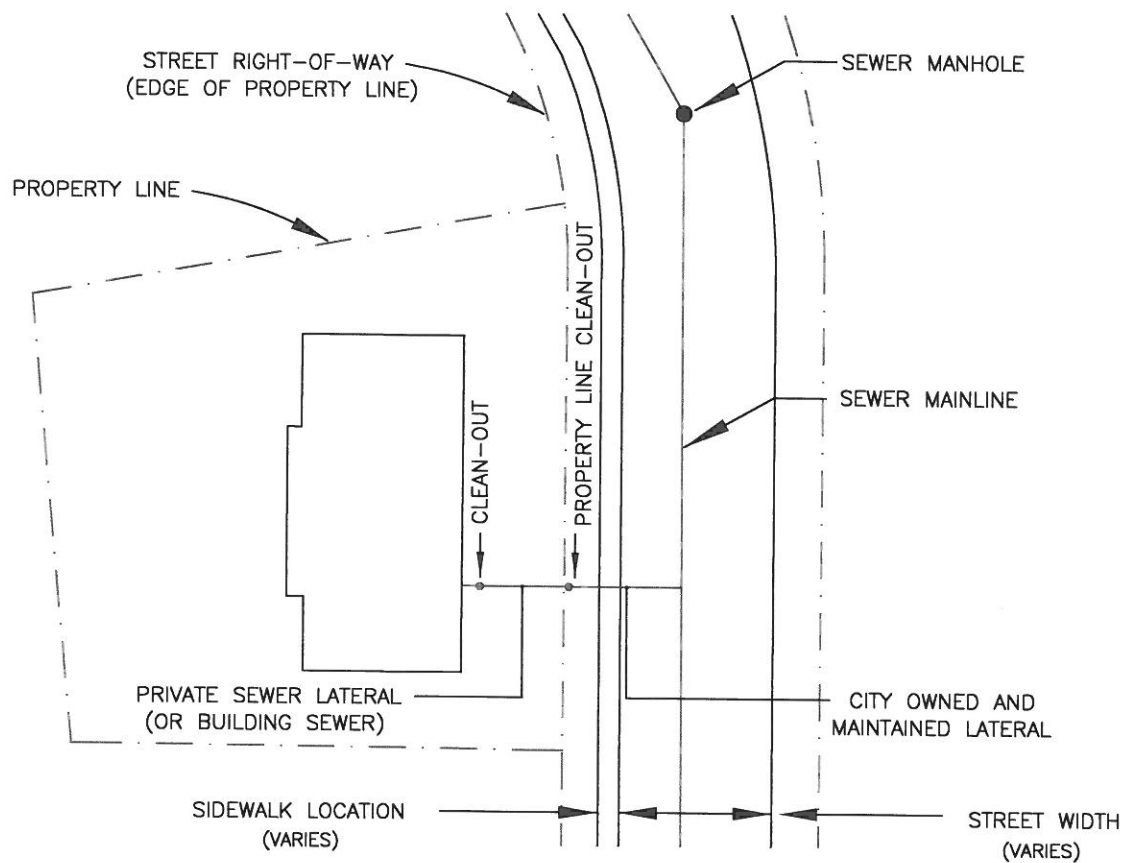 STREET RIGHT-OF-WAY
(EDGE OF PROPERTY LINE)
SEWER MANHOLE
PROPERTY LINE
PROPERTY LINE CLEAN-OUT
CLEAN-OUT
SEWER MAINLINE
PRIVATE SEWER LATERAL
(OR BUILDING SEWER)
CITY OWNED AND
MAINTAINED LATERAL
SIDEWALK LOCATION
(VARIES)
STREET WIDTH
(VARIES)